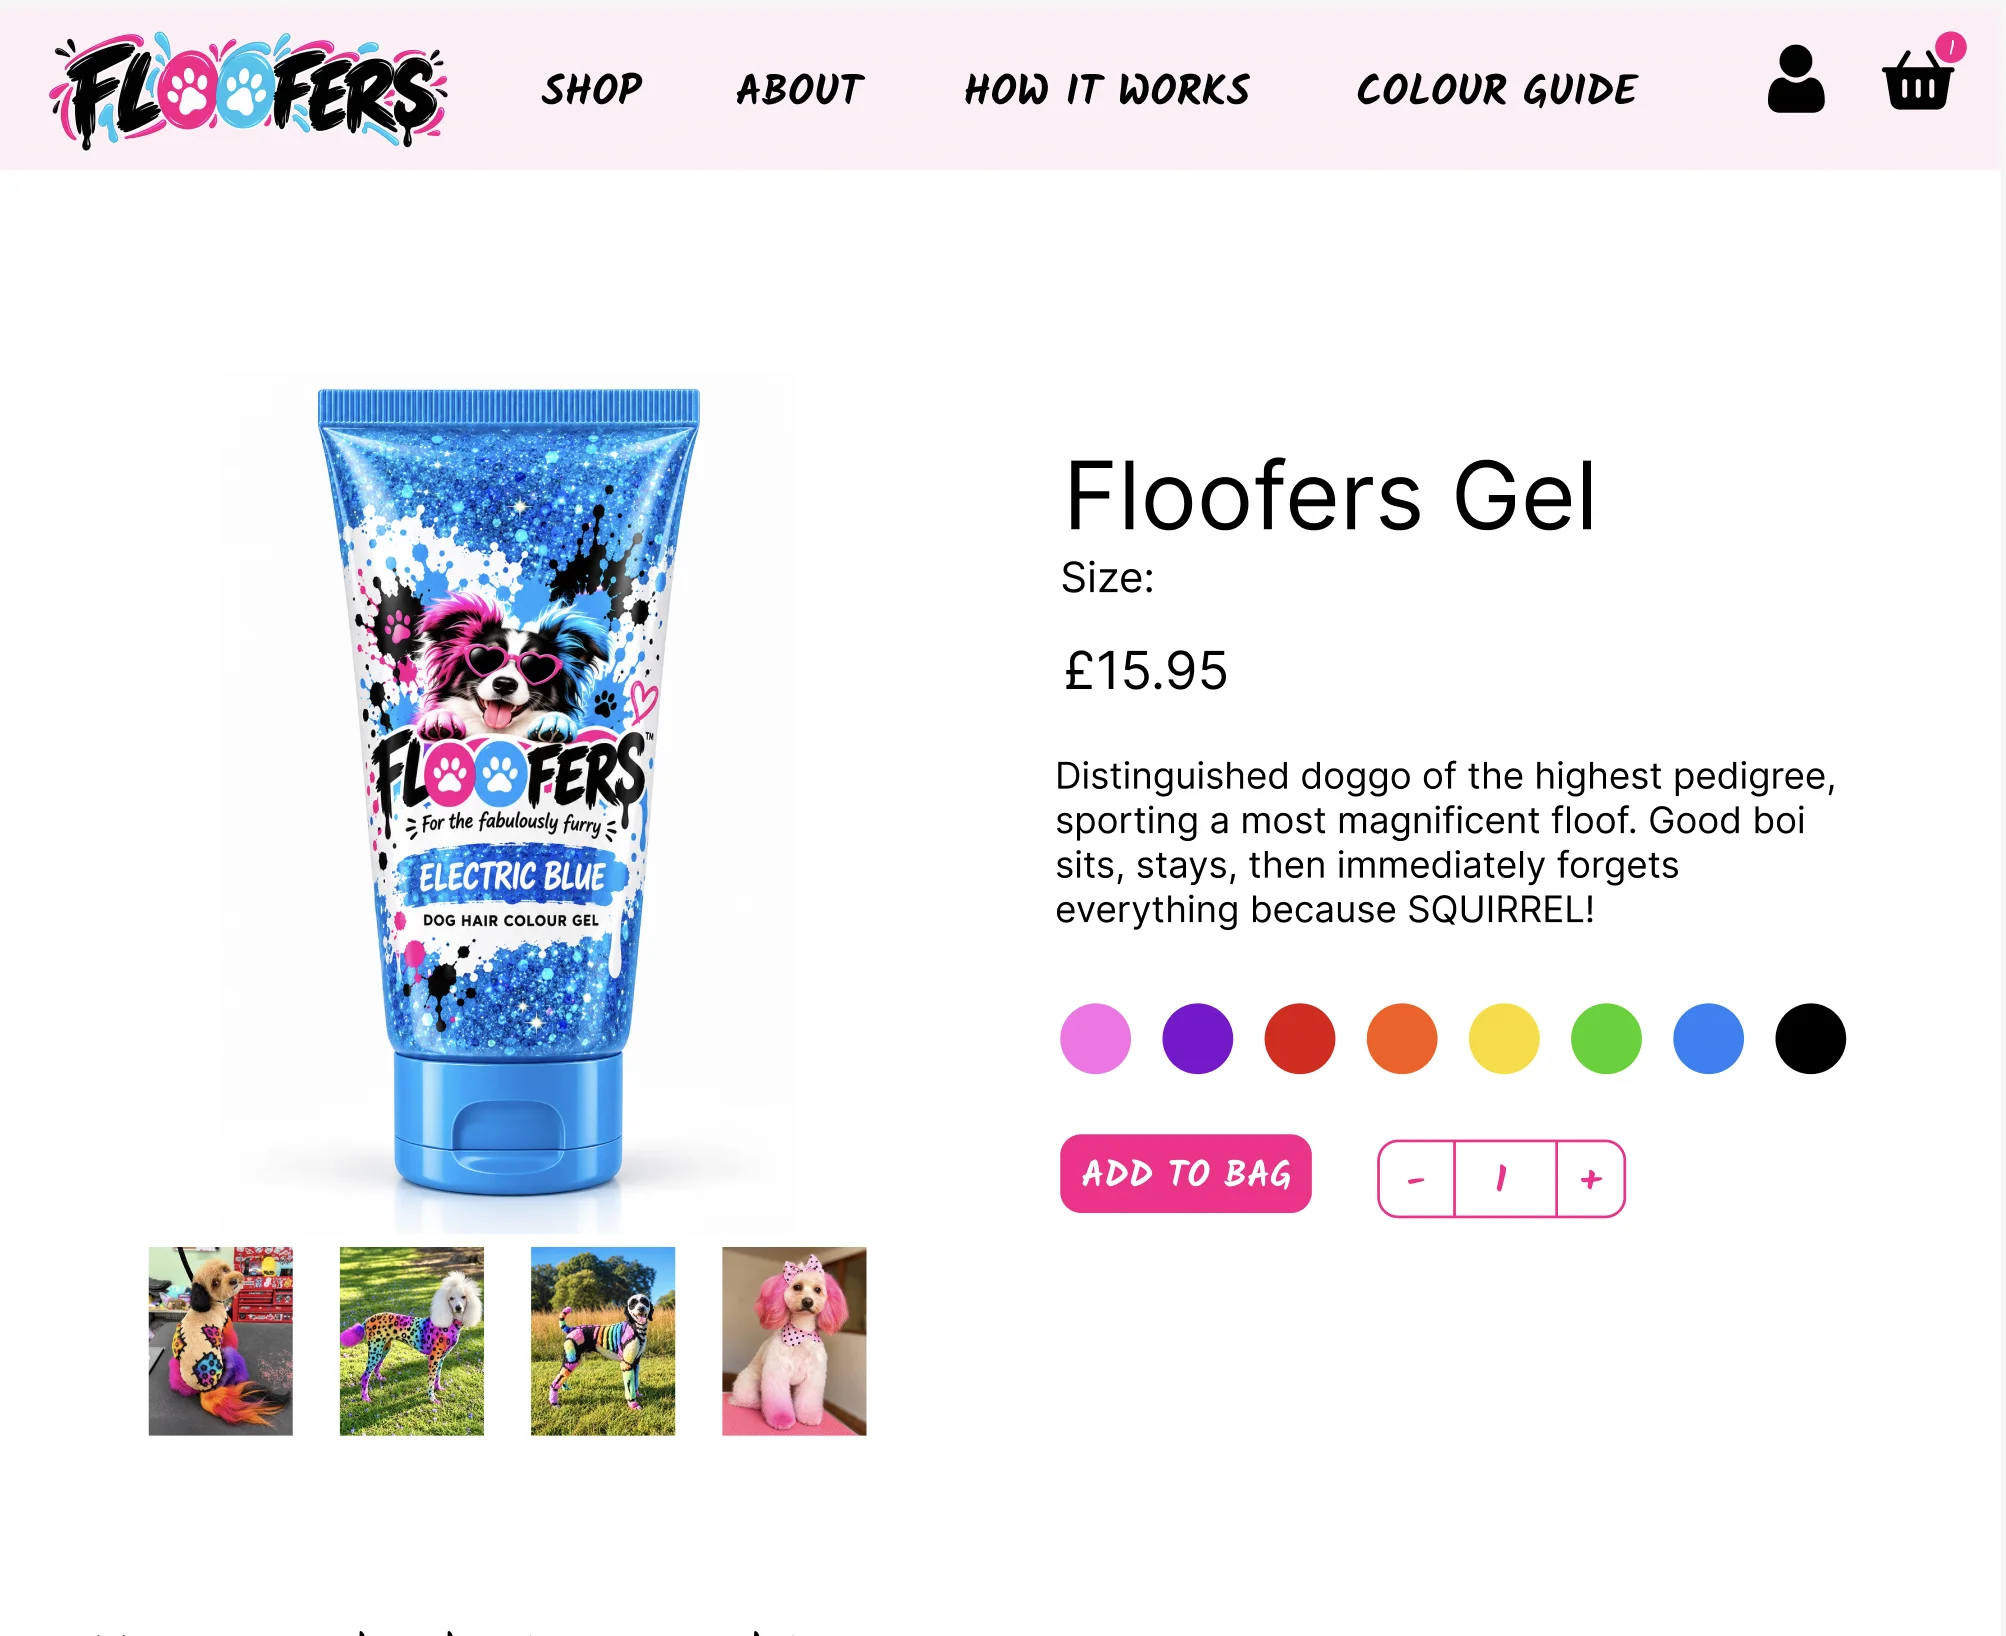 FLOOFERS
SHOP
ABOUT
HOW IT WORKS
COLOUR GUIDE
1
FLOOFERS™
For the fabulously furry
ELECTRIC BLUE
DOG HAIR COLOUR GEL
Floofers Gel
Size:
£15.95
Distinguished doggo of the highest pedigree,
sporting a most magnificent floof. Good boi
sits, stays, then immediately forgets
everything because SQUIRREL!
ADD TO BAG
- 1 +